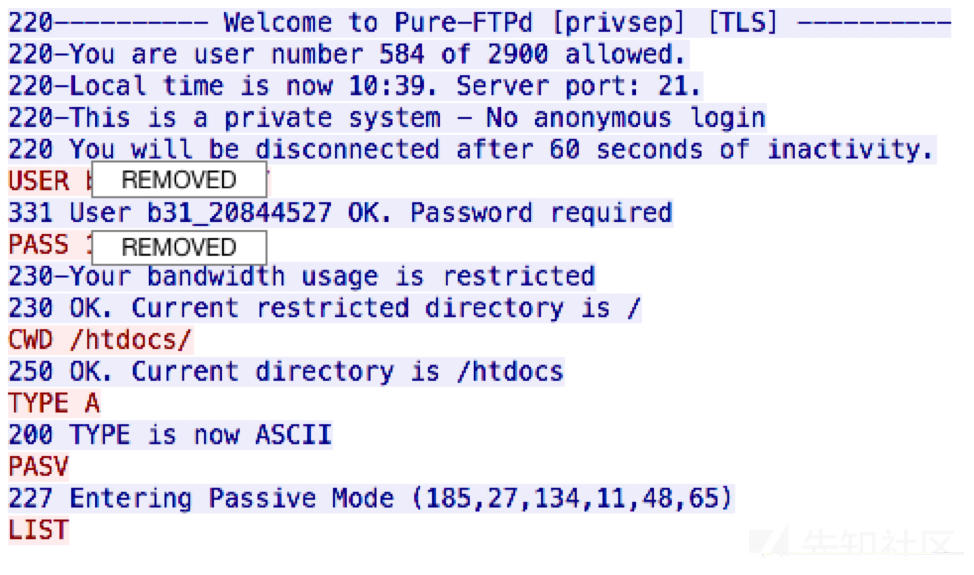 220---------- Welcome to Pure-FTPd [privsep] [TLS] ----------
220-You are user number 584 of 2900 allowed.
220-Local time is now 10:39. Server port: 21.
220-This is a private system - No anonymous login
220 You will be disconnected after 60 seconds of inactivity.
USER REMOVED
331 User b31_20844527 OK. Password required
PASS REMOVED
230-Your bandwidth usage is restricted
230 OK. Current restricted directory is /
CWD /htdocs/
250 OK. Current directory is /htdocs
TYPE A
200 TYPE is now ASCII
PASV
227 Entering Passive Mode (185,27,134,11,48,65)
LIST
先知社区